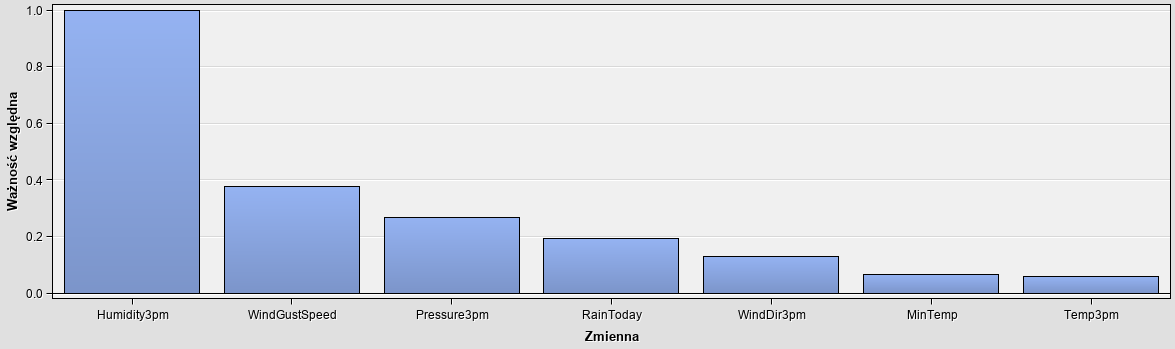 Ważność względna
1.0
0.8
0.6
0.4
0.2
0.0
Humidity3pm WindGustSpeed Pressure3pm RainToday WindDir3pm MinTemp Temp3pm
Zmienna